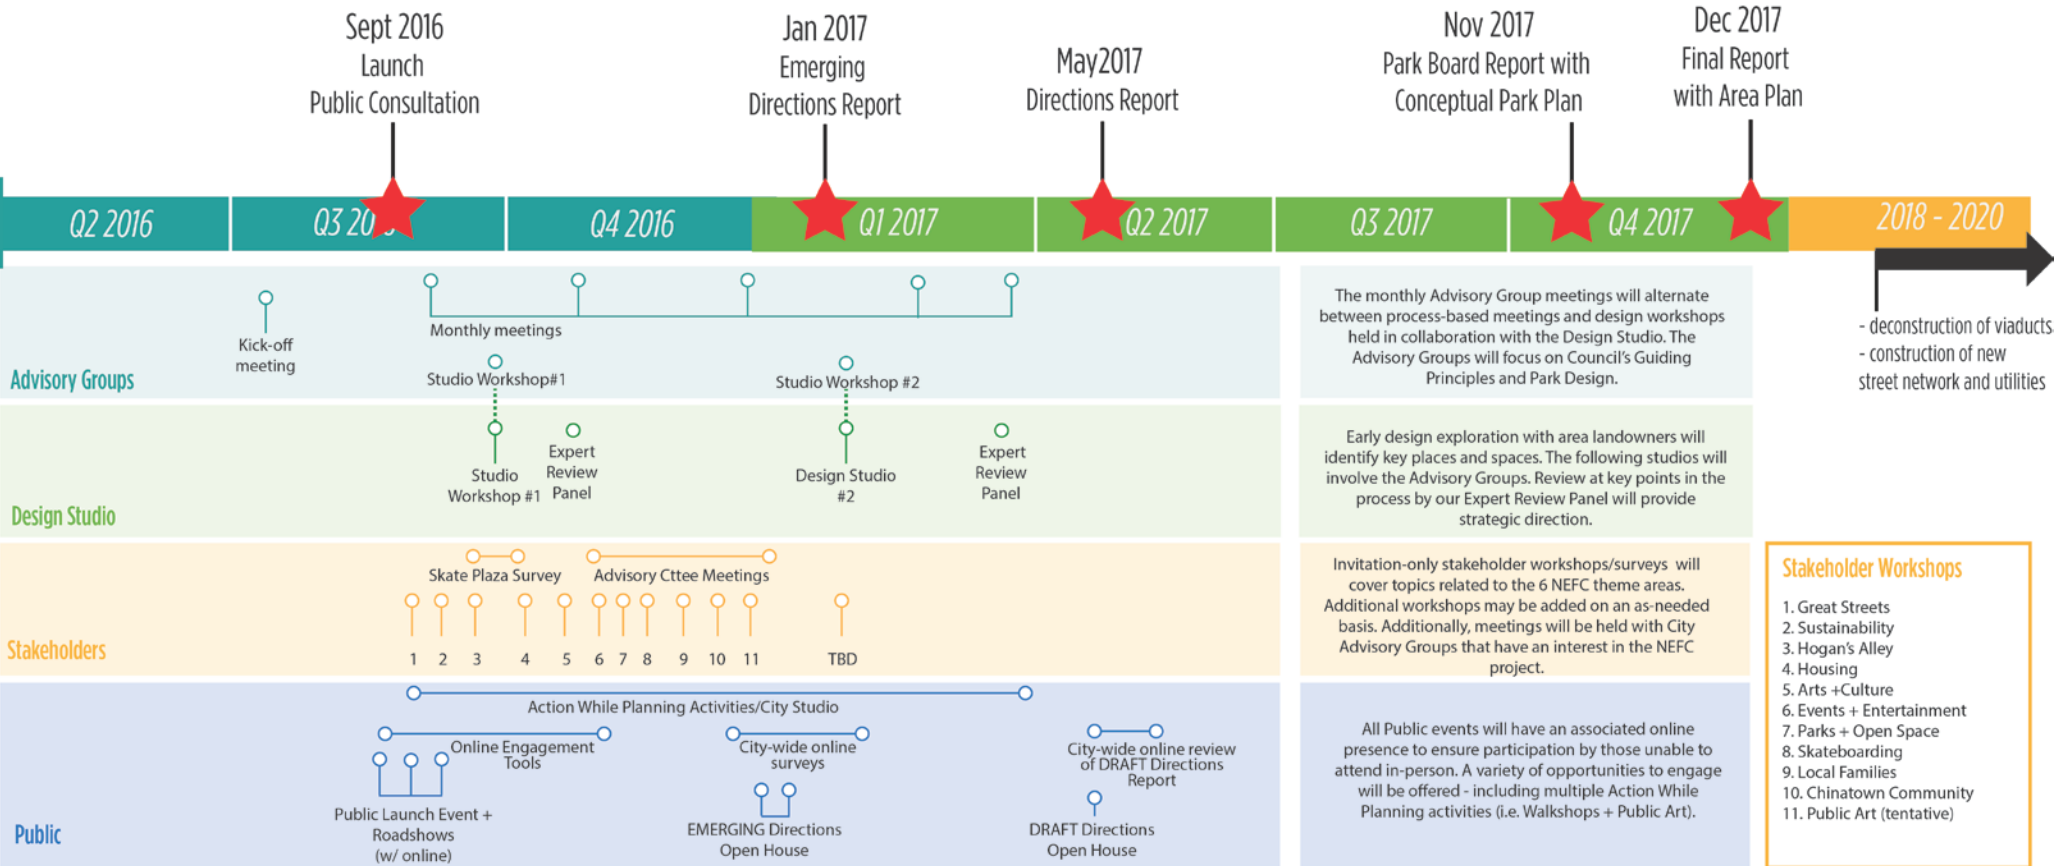 Sept 2016
Launch
Public Consultation
Jan 2017
Emerging
Directions Report
May2017
Directions Report
Nov 2017
Park Board Report with
Conceptual Park Plan
Dec 2017
Final Report
with Area Plan
Q2 2016
Q3 20
Q4 2016
Q1 2017
Q2 2017
Q3 2017
Q4 2017
2018 - 2020
- deconstruction of viaducts
- construction of new
street network and utilities
Advisory Groups
Kick-off
meeting
Monthly meetings
Studio Workshop#1
Studio Workshop #2
The monthly Advisory Group meetings will alternate
between process-based meetings and design workshops
held in collaboration with the Design Studio. The
Advisory Groups will focus on Council's Guiding
Principles and Park Design.
Design Studio
Studio
Workshop #1
Expert
Review
Panel
Design Studio
#2
Expert
Review
Panel
Early design exploration with area landowners will
identify key places and spaces. The following studios will
involve the Advisory Groups. Review at key points in the
process by our Expert Review Panel will provide
strategic direction.
Stakeholders
Skate Plaza Survey
Advisory Cttee Meetings
1 2 3 4 5 6 7 8 9 10 11 TBD
Invitation-only stakeholder workshops/surveys will
cover topics related to the 6 NEFC theme areas.
Additional workshops may be added on an as-needed
basis. Additionally, meetings will be held with City
Advisory Groups that have an interest in the NEFC
project.
Public
Action While Planning Activities/City Studio
Online Engagement
Tools
Public Launch Event +
Roadshows
(w/ online)
City-wide online
surveys
EMERGING Directions
Open House
City-wide online review
of DRAFT Directions
Report
DRAFT Directions
Open House
All Public events will have an associated online
presence to ensure participation by those unable to
attend in-person. A variety of opportunities to engage
will be offered - including multiple Action While
Planning activities (i.e. Walkshops + Public Art).
Stakeholder Workshops
1. Great Streets
2. Sustainability
3. Hogan's Alley
4. Housing
5. Arts +Culture
6. Events + Entertainment
7. Parks + Open Space
8. Skateboarding
9. Local Families
10. Chinatown Community
11. Public Art (tentative)